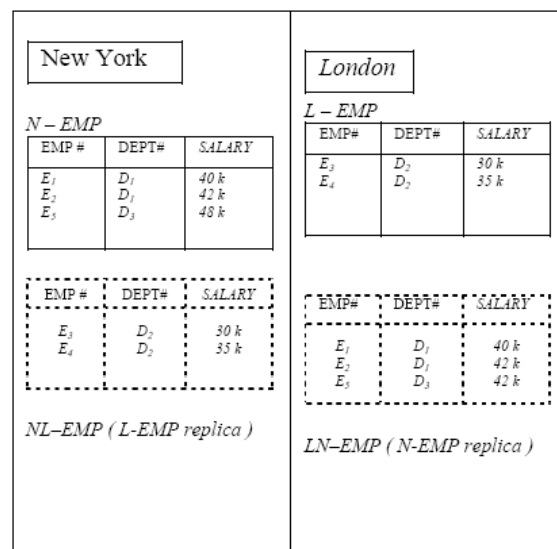 New York
N – EMP
EMP # DEPT# SALARY
E1 D1 40 k
E2 D1 42 k
E5 D3 48 k
EMP # DEPT# SALARY
E3 D2 30 k
E4 D2 35 k
NL–EMP ( L-EMP replica )
London
L – EMP
EMP# DEPT# SALARY
E3 D2 30 k
E4 D2 35 k
EMP# DEPT# SALARY
E1 D1 40 k
E2 D1 42 k
E5 D3 42 k
LN–EMP ( N-EMP replica )